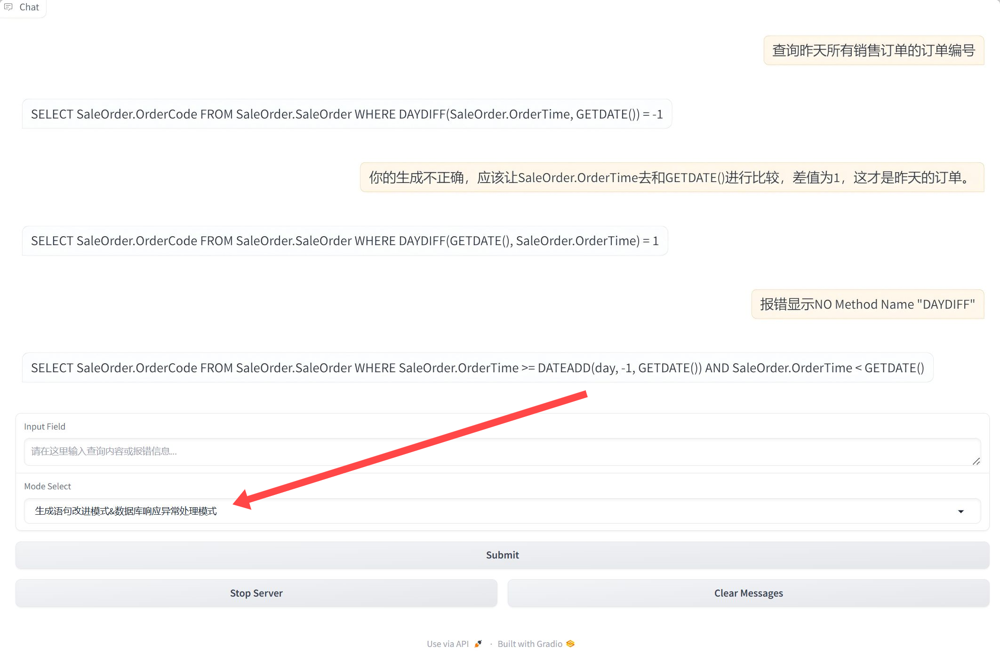 Chat
查询昨天所有销售订单的订单编号
SELECT SaleOrder.OrderCode FROM SaleOrder.SaleOrder WHERE DAYDIFF(SaleOrder.OrderTime, GETDATE()) = -1
你的生成不正确，应该让SaleOrder.OrderTime去和GETDATE()进行比较，差值为1，这才是昨天的订单。
SELECT SaleOrder.OrderCode FROM SaleOrder.SaleOrder WHERE DAYDIFF(GETDATE(), SaleOrder.OrderTime) = 1
报错显示NO Method Name "DAYDIFF"
SELECT SaleOrder.OrderCode FROM SaleOrder.SaleOrder WHERE SaleOrder.OrderTime >= DATEADD(day, -1, GETDATE()) AND SaleOrder.OrderTime < GETDATE()
Input Field
请在这里输入查询内容或报错信息...
Mode Select
生成语句改进模式&数据库响应异常处理模式
Submit
Stop Server
Clear Messages
Use via API · Built with Gradio